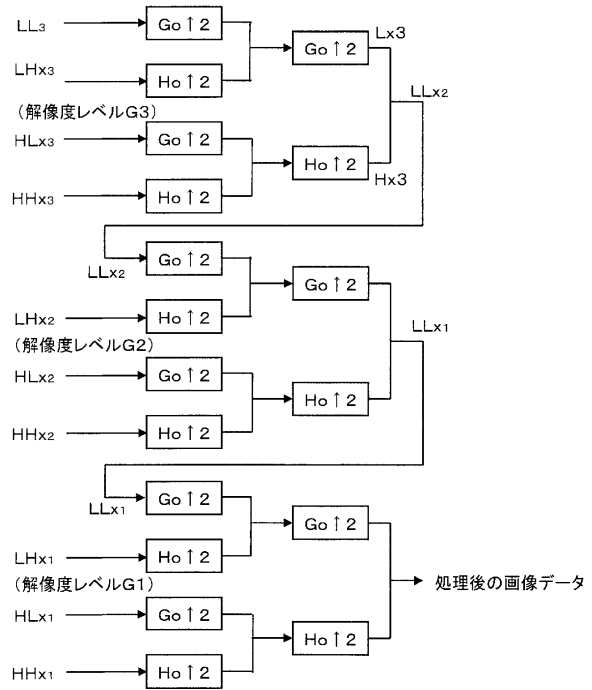 LL3
Go↑2
Lx3
LHx3
Ho↑2
Go↑2
LLx2
(解像度レベルG3)
HLx3
Go↑2
HHx3
Ho↑2
Ho↑2
Hx3
LLx2
Go↑2
Go↑2
LHx2
Ho↑2
LLx1
(解像度レベルG2)
HLx2
Go↑2
Ho↑2
HHx2
Ho↑2
LLx1
Go↑2
Go↑2
LHx1
Ho↑2
(解像度レベルG1)
処理後の画像データ
HLx1
Go↑2
Ho↑2
HHx1
Ho↑2